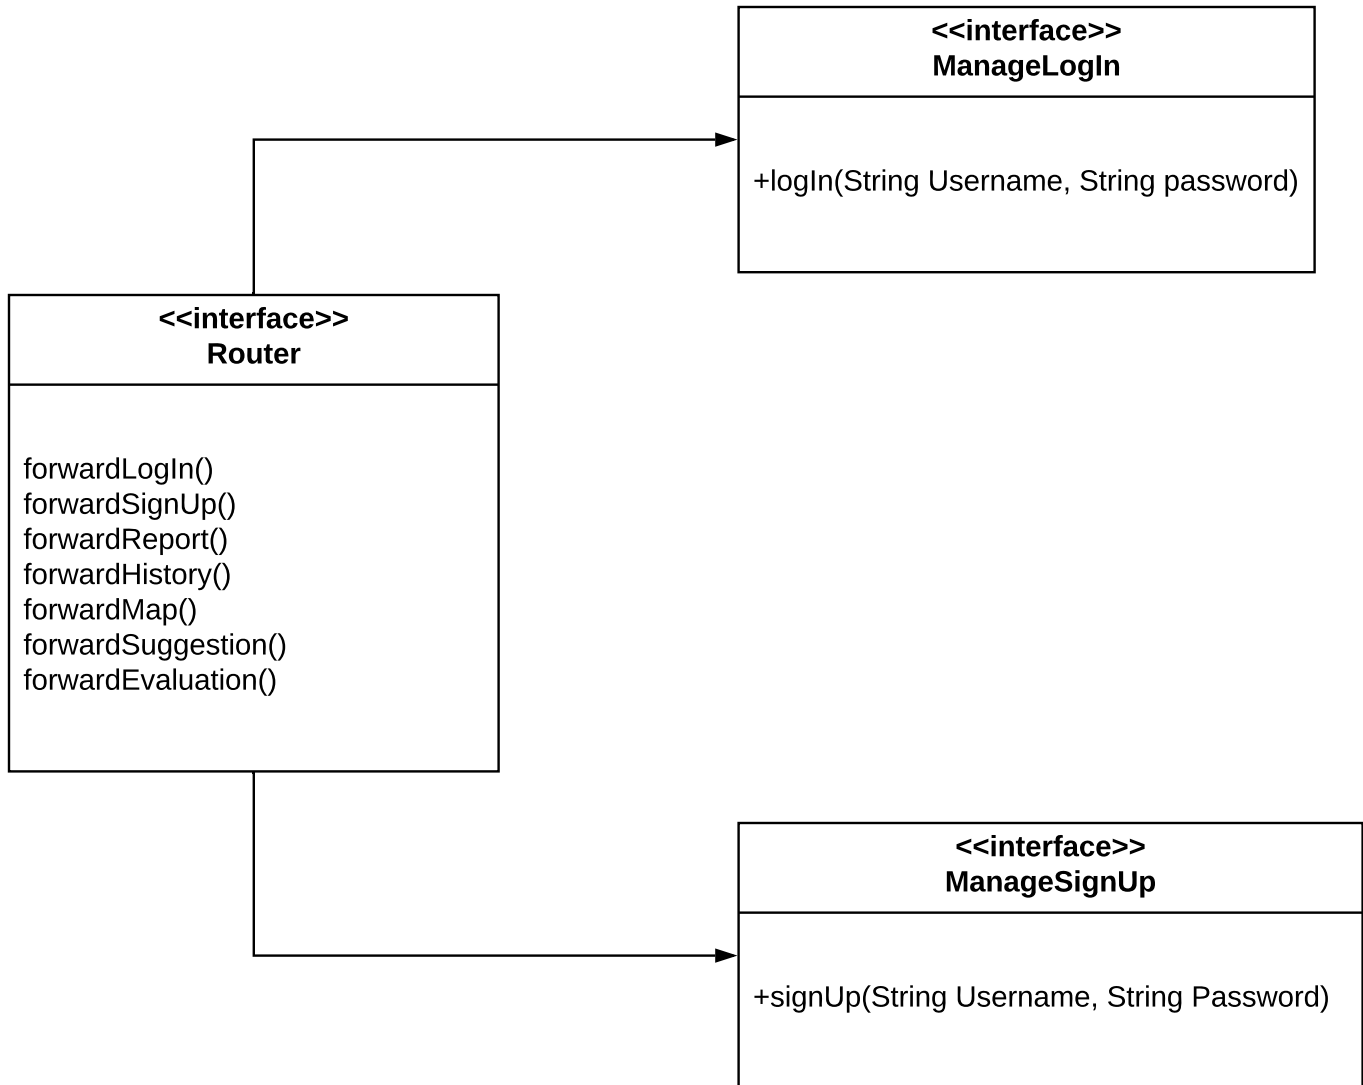 <<interface>>
ManageLogIn
+logIn(String Username, String password)
<<interface>>
Router
forwardLogIn()
forwardSignUp()
forwardReport()
forwardHistory()
forwardMap()
forwardSuggestion()
forwardEvaluation()
<<interface>>
ManageSignUp
+signUp(String Username, String Password)